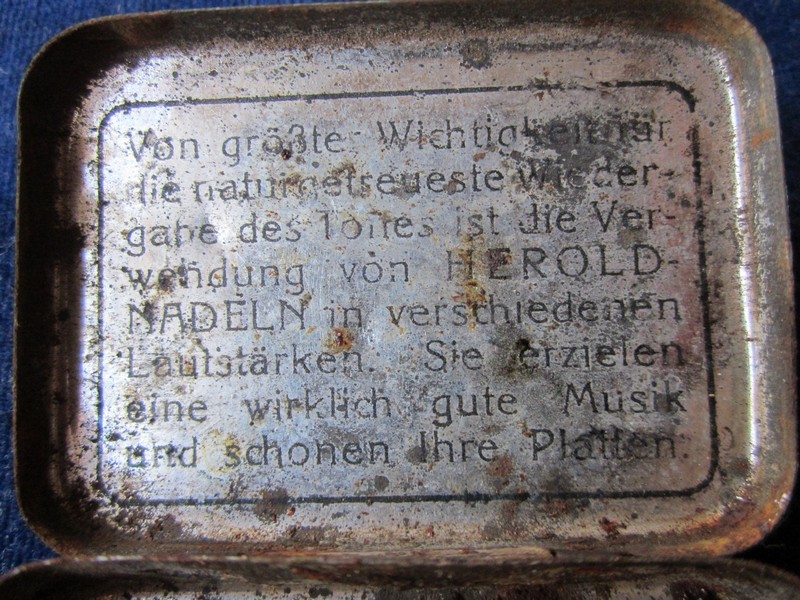 Von größter Wichtigkeit für
die naturgetreueste Wieder-
gabe des Tones ist die Ver-
wendung von HEROLD-
NADELN in verschiedenen
Lautstärken. Sie erzielen
eine wirklich gute Musik
und schonen Ihre Platten.